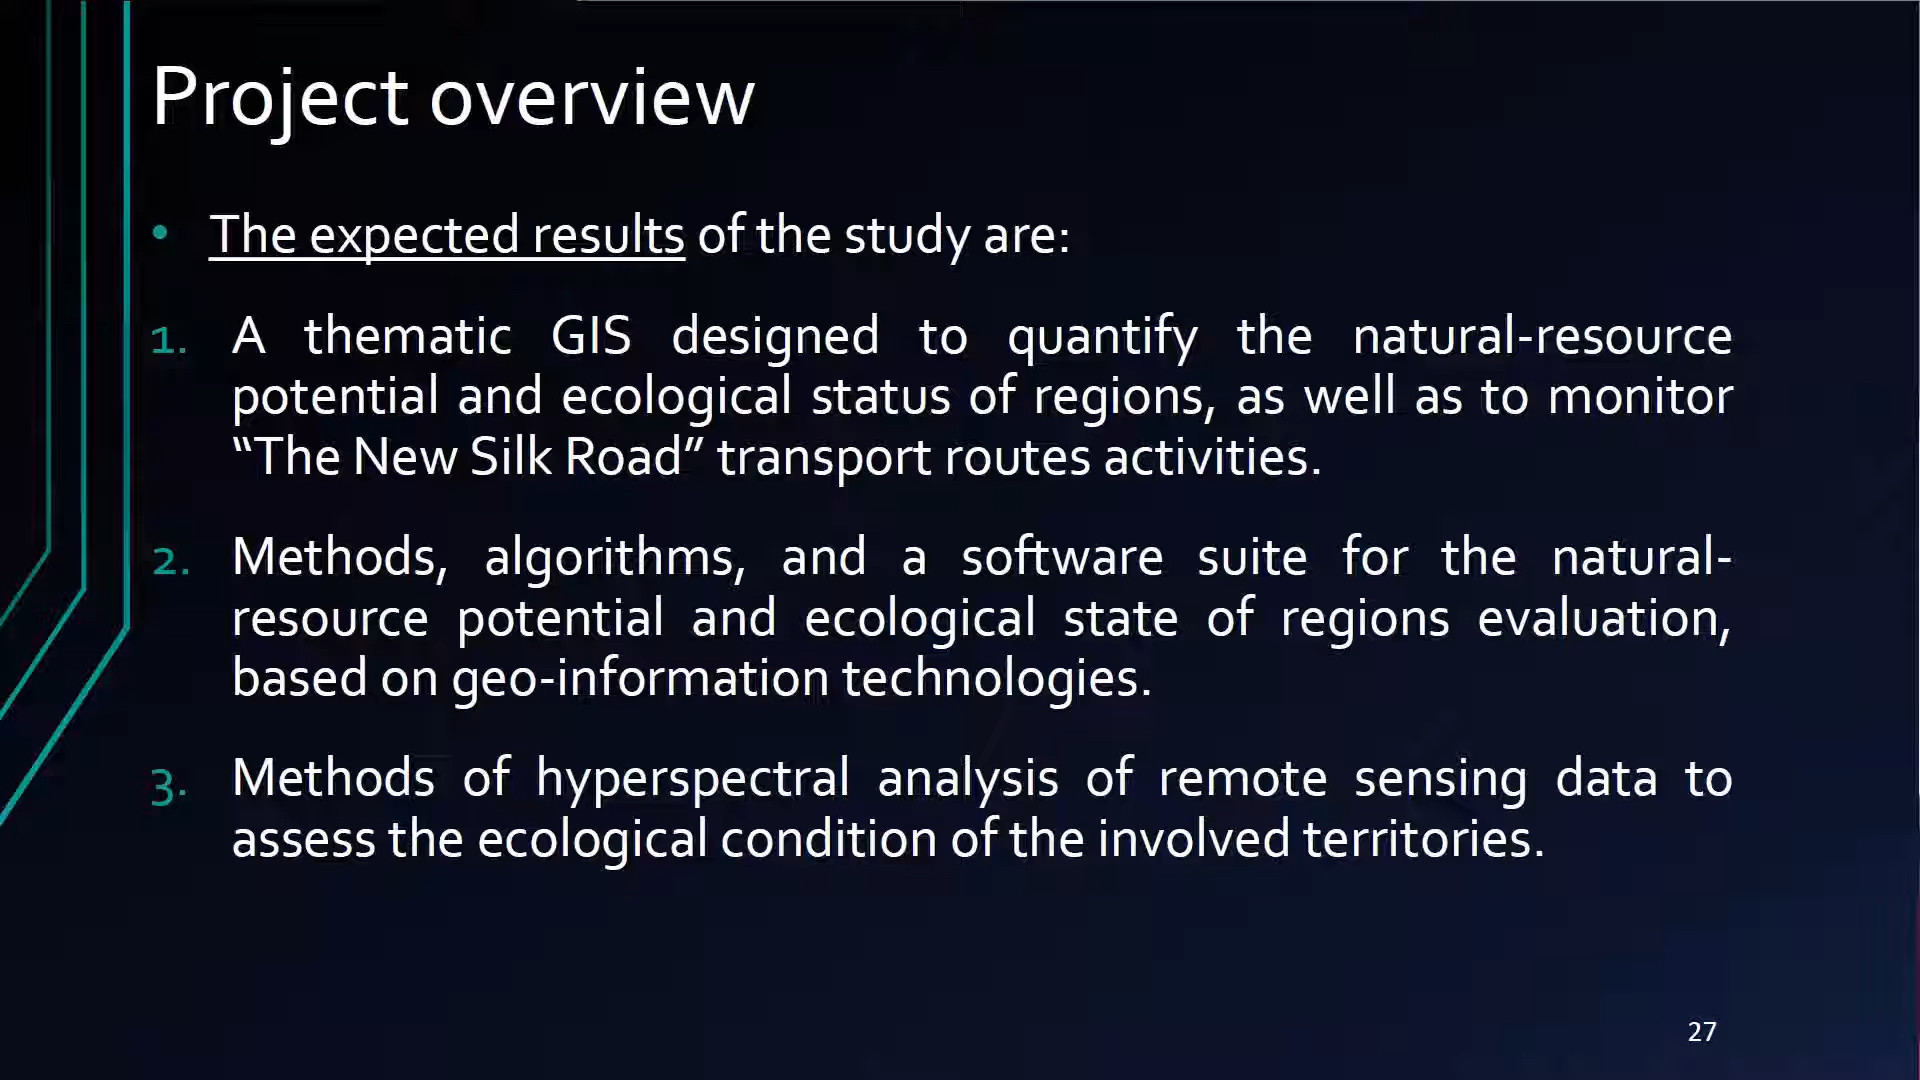 Project overview
• The expected results of the study are:
1. A thematic GIS designed to quantify the natural-resource
potential and ecological status of regions, as well as to monitor
“The New Silk Road” transport routes activities.
2. Methods, algorithms, and a software suite for the natural-
resource potential and ecological state of regions evaluation,
based on geo-information technologies.
3. Methods of hyperspectral analysis of remote sensing data to
assess the ecological condition of the involved territories.
27